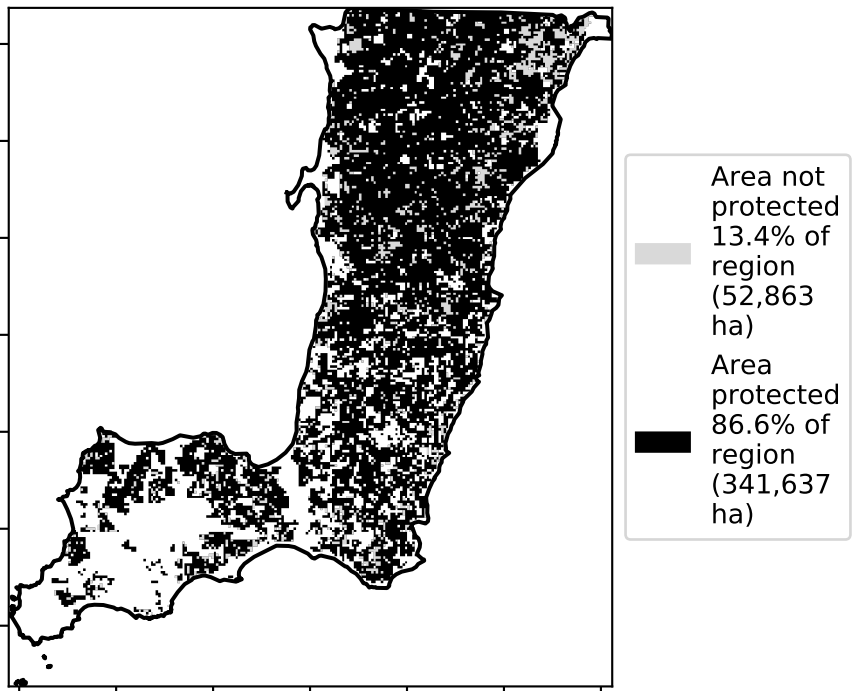 Area not
protected
13.4% of
region
(52,863
ha)
Area
protected
86.6% of
region
(341,637
ha)